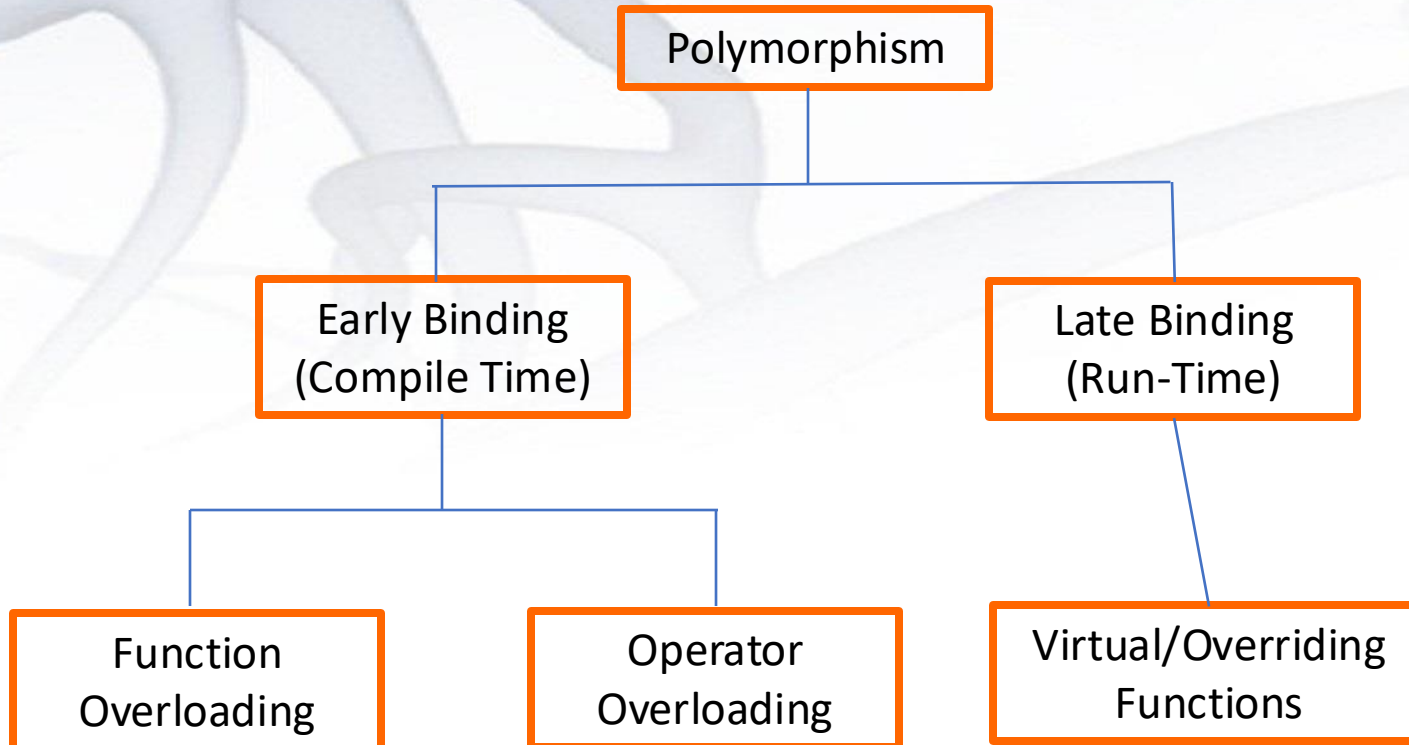 Polymorphism
Early Binding
(Compile Time)
Late Binding
(Run-Time)
Function
Overloading
Operator
Overloading
Virtual/Overriding
Functions